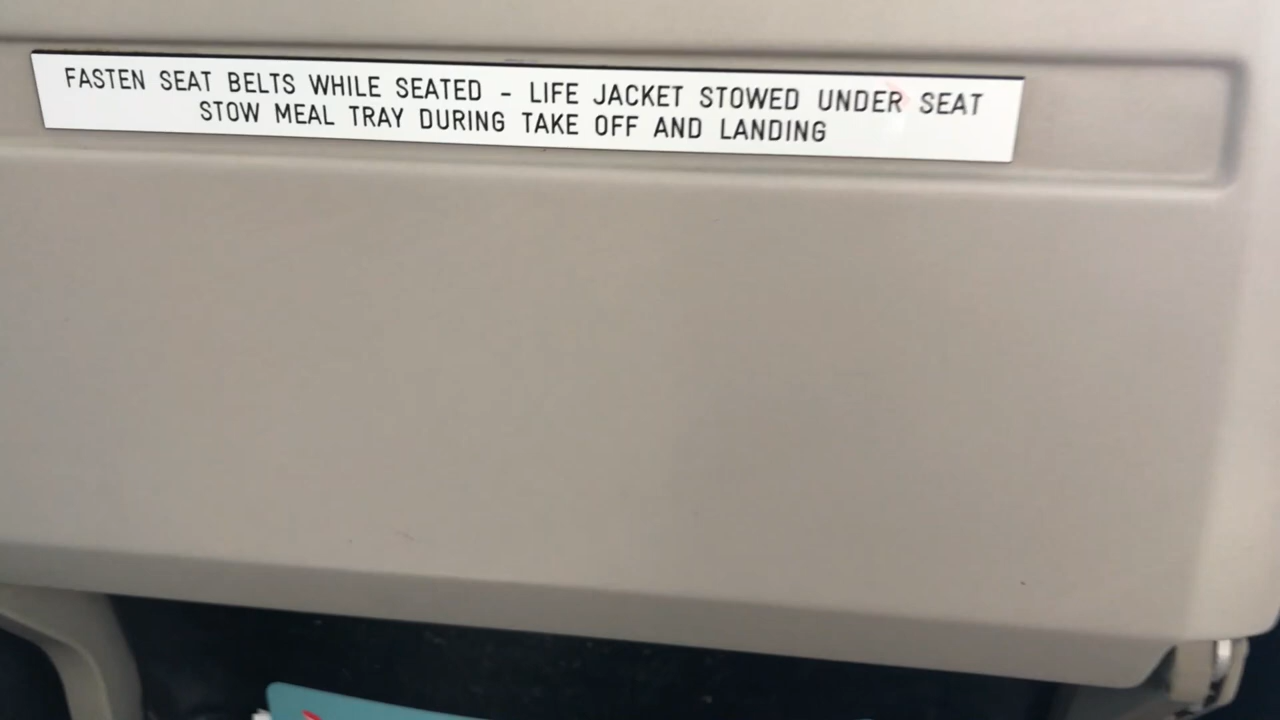 FASTEN SEAT BELTS WHILE SEATED - LIFE JACKET STOWED UNDER SEAT
STOW MEAL TRAY DURING TAKE OFF AND LANDING